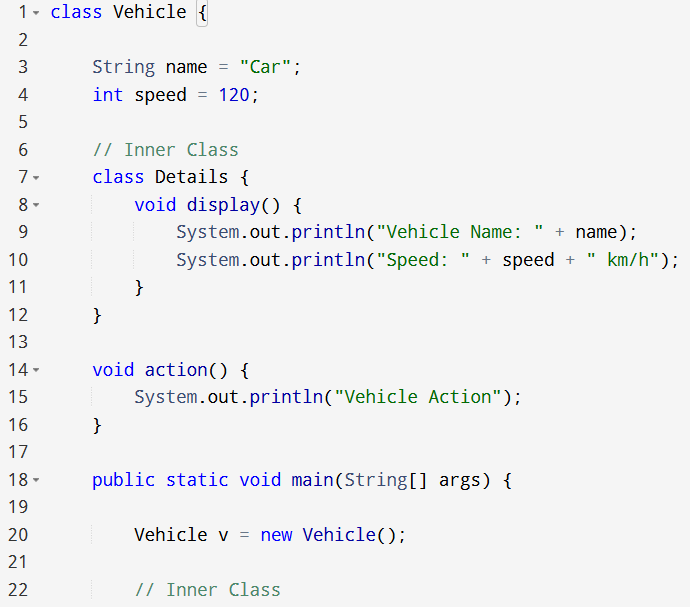 1 class Vehicle {
2
3 String name = "Car";
4 int speed = 120;
5
6 // Inner Class
7 class Details {
8 void display() {
9 System.out.println("Vehicle Name: " + name);
10 System.out.println("Speed: " + speed + " km/h");
11 }
12 }
13
14 void action() {
15 System.out.println("Vehicle Action");
16 }
17
18 public static void main(String[] args) {
19
20 Vehicle v = new Vehicle();
21
22 // Inner Class